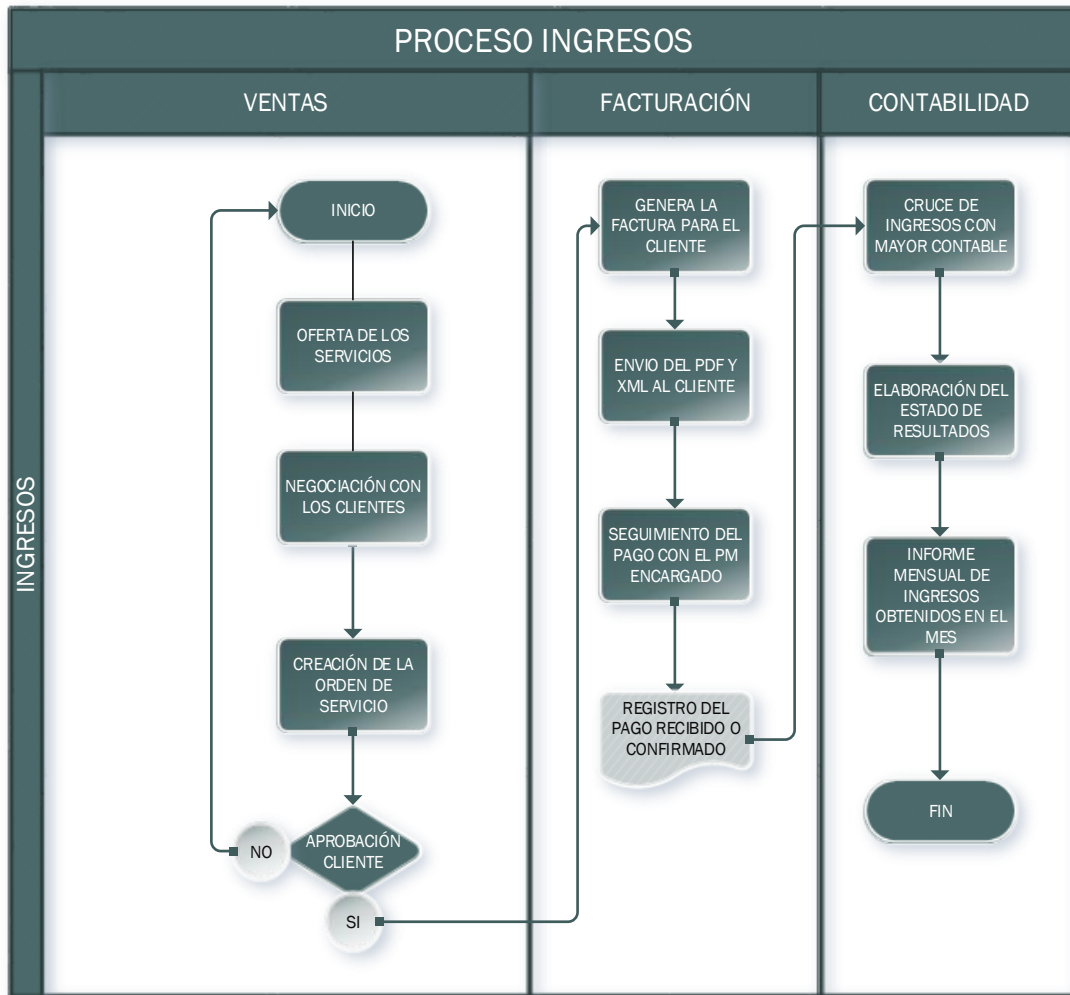 PROCESO INGRESOS
INGRESOS
VENTAS
FACTURACIÓN
CONTABILIDAD
INICIO
OFERTA DE LOS
SERVICIOS
NEGOCIACIÓN CON
LOS CLIENTES
CREACIÓN DE LA
ORDEN DE
SERVICIO
APROBACIÓN
CLIENTE
NO
SI
GENERA LA
FACTURA PARA EL
CLIENTE
ENVIO DEL PDF Y
XML AL CLIENTE
SEGUIMIENTO DEL
PAGO CON EL PM
ENCARGADO
REGISTRO DEL
PAGO RECIBIDO O
CONFIRMADO
CRUCE DE
INGRESOS CON
MAYOR CONTABLE
ELABORACIÓN DEL
ESTADO DE
RESULTADOS
INFORME
MENSUAL DE
INGRESOS
OBTENIDOS EN EL
MES
FIN